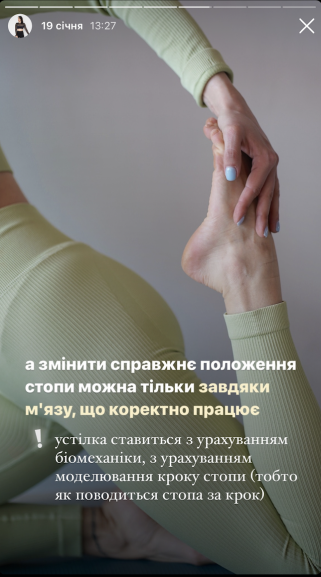 19 січня 13:27
а змінити справжнє положення
стопи можна тільки завдяки
м'язу, що коректно працює
! устілка ставиться з урахуванням
біомеханіки, з урахуванням
моделювання кроку стопи (тобто
як поводиться стопа за крок)